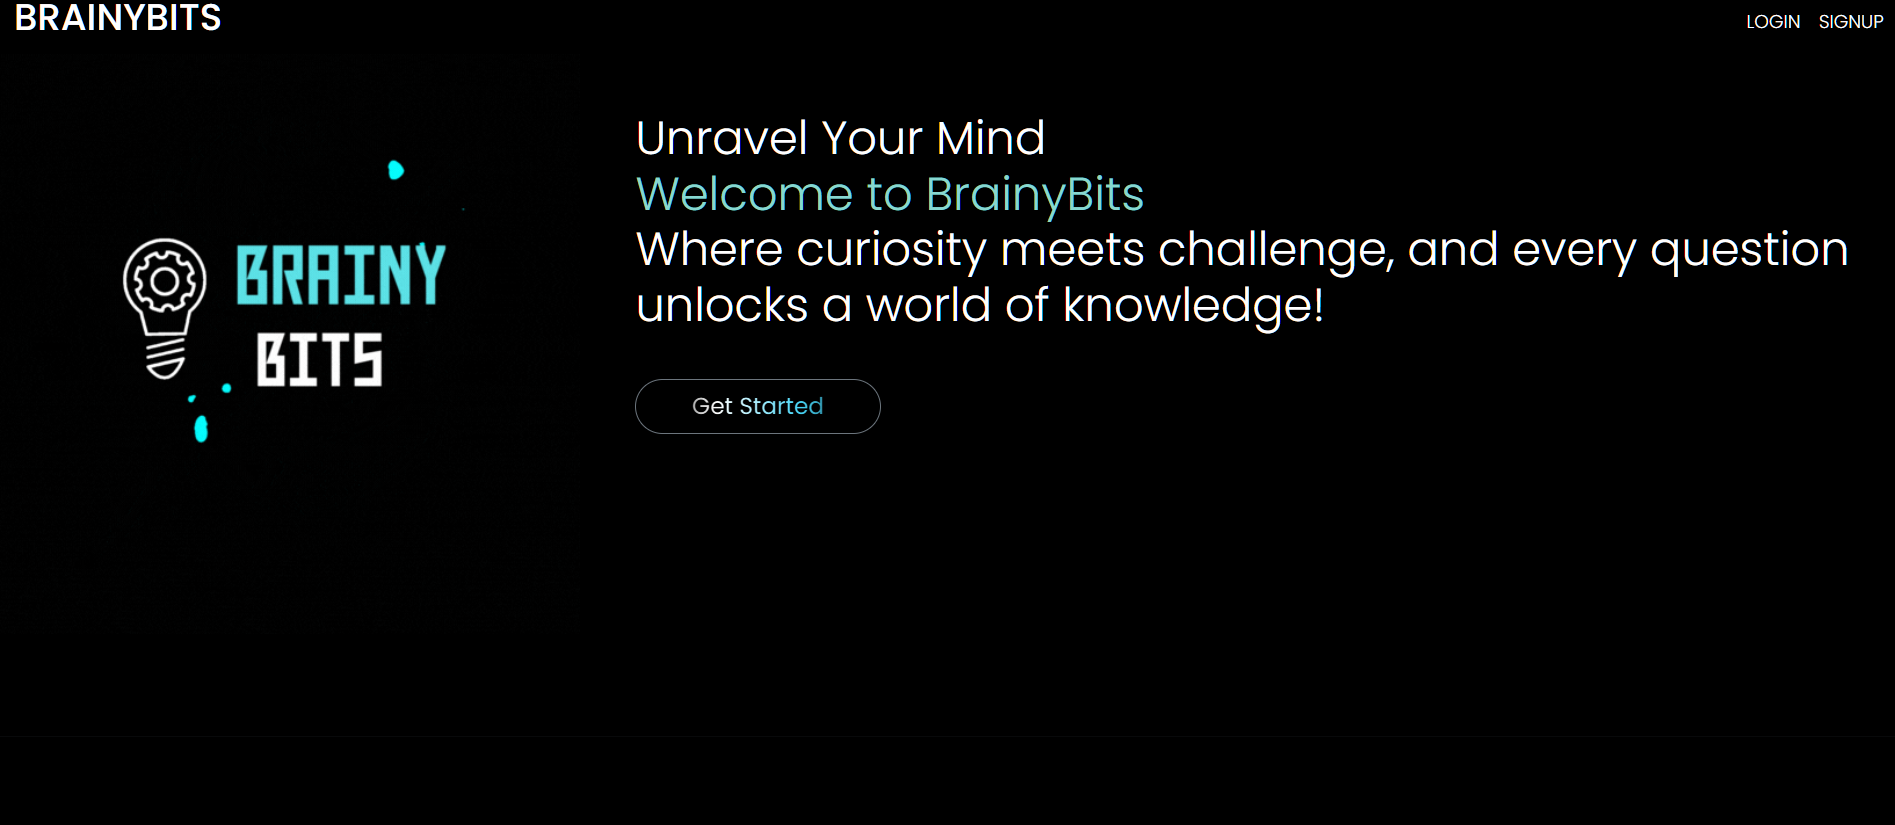 BRAINYBITS
LOGIN SIGNUP
BRAINY
BITS
Unravel Your Mind
Welcome to BrainyBits
Where curiosity meets challenge, and every question
unlocks a world of knowledge!
Get Started